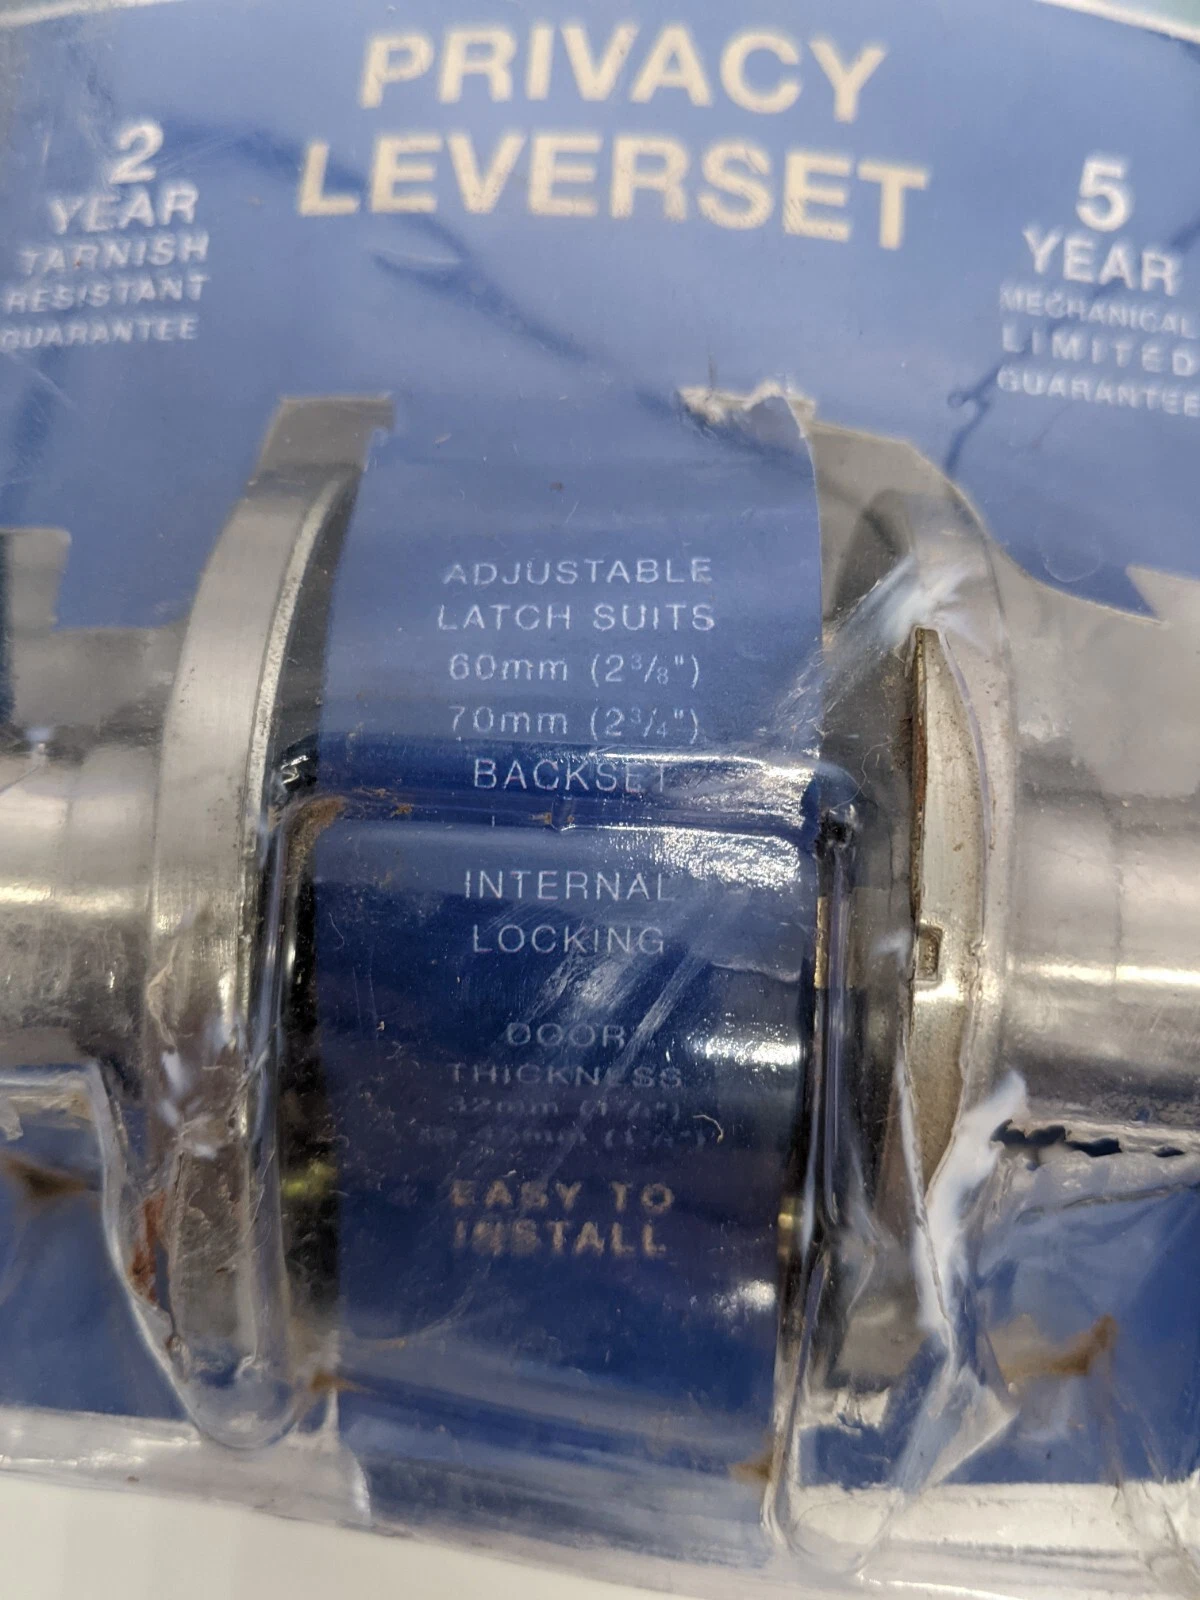 PRIVACY
LEVERSET
2
YEAR
TARNISH
RESISTANT
GUARANTEE
5
YEAR
MECHANICAL
LIMITED
GUARANTEE
ADJUSTABLE
LATCH SUITS
60mm (2³/₈")
70mm (2³/₄")
BACKSET
INTERNAL
LOCKING
DOOR
THICKNESS
EASY TO
INSTALL